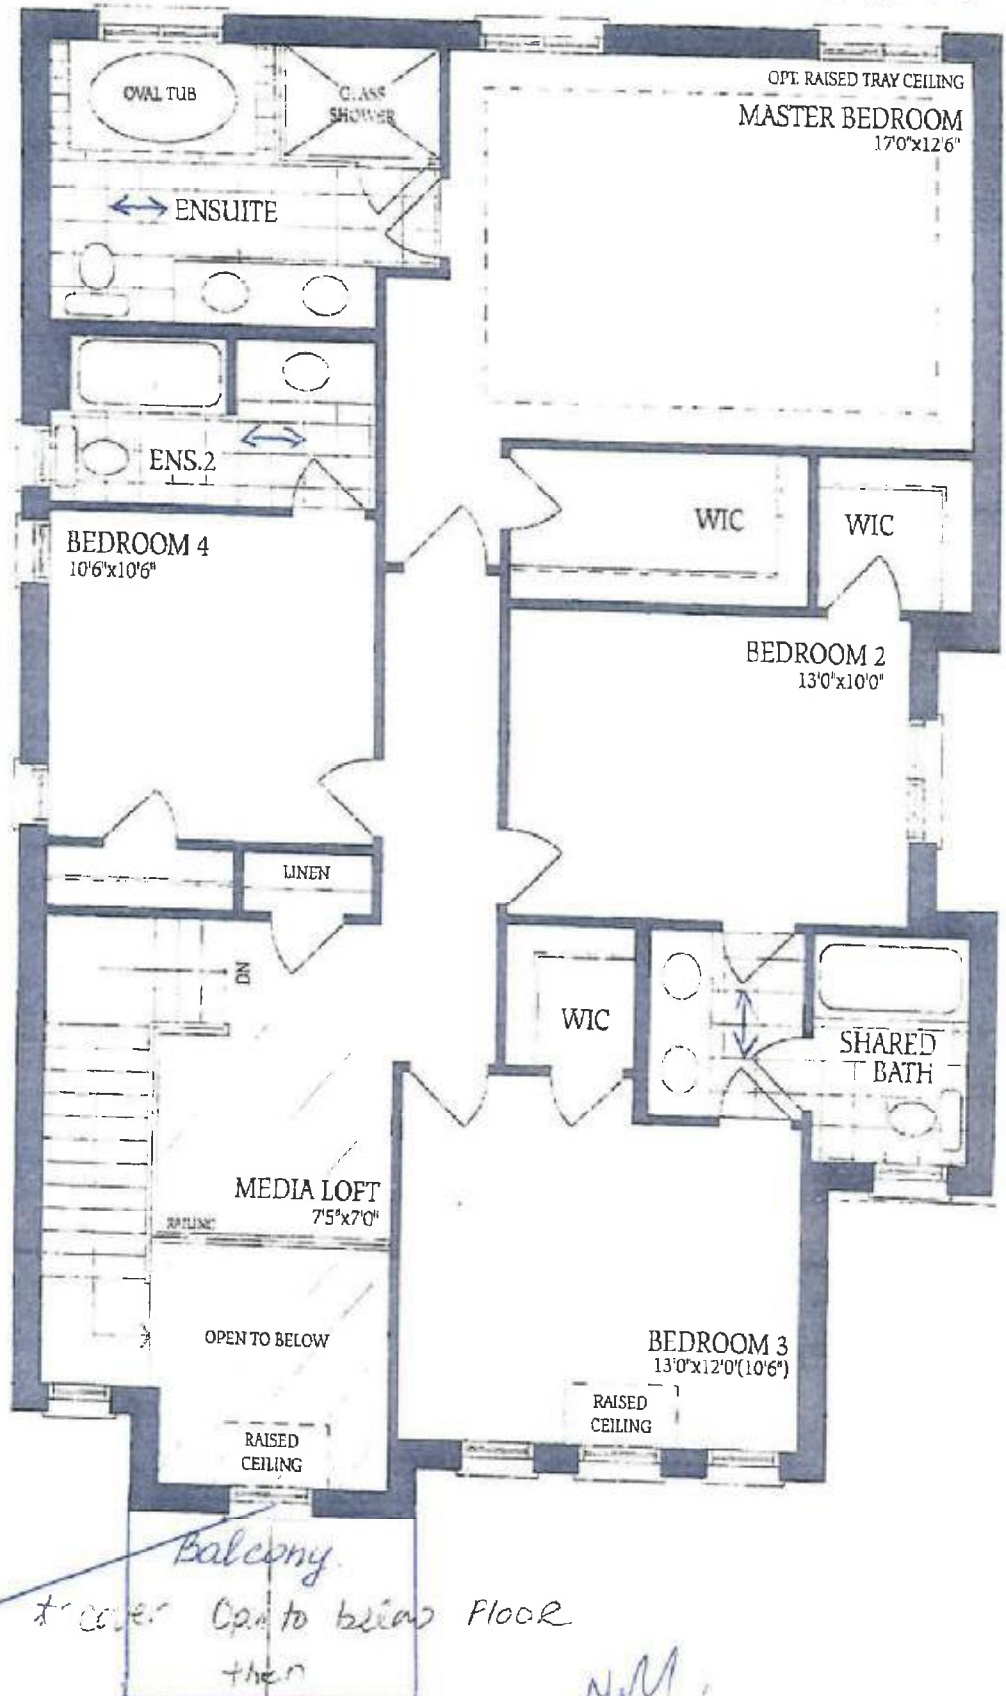 OPT. RAISED TRAY CEILING
MASTER BEDROOM
17'0"x12'6"
OVAL TUB
GLASS
SHOWER
ENSUITE
ENS.2
WIC
WIC
BEDROOM 4
10'6"x10'6"
BEDROOM 2
13'0"x10'0"
LINEN
DN
WIC
SHARED
BATH
MEDIA LOFT
7'5"x7'0"
RAILING
OPEN TO BELOW
BEDROOM 3
13'0"x12'0"(10'6")
RAISED
CEILING
RAISED
CEILING
Balcony
* cover Open to below FLOOR
then